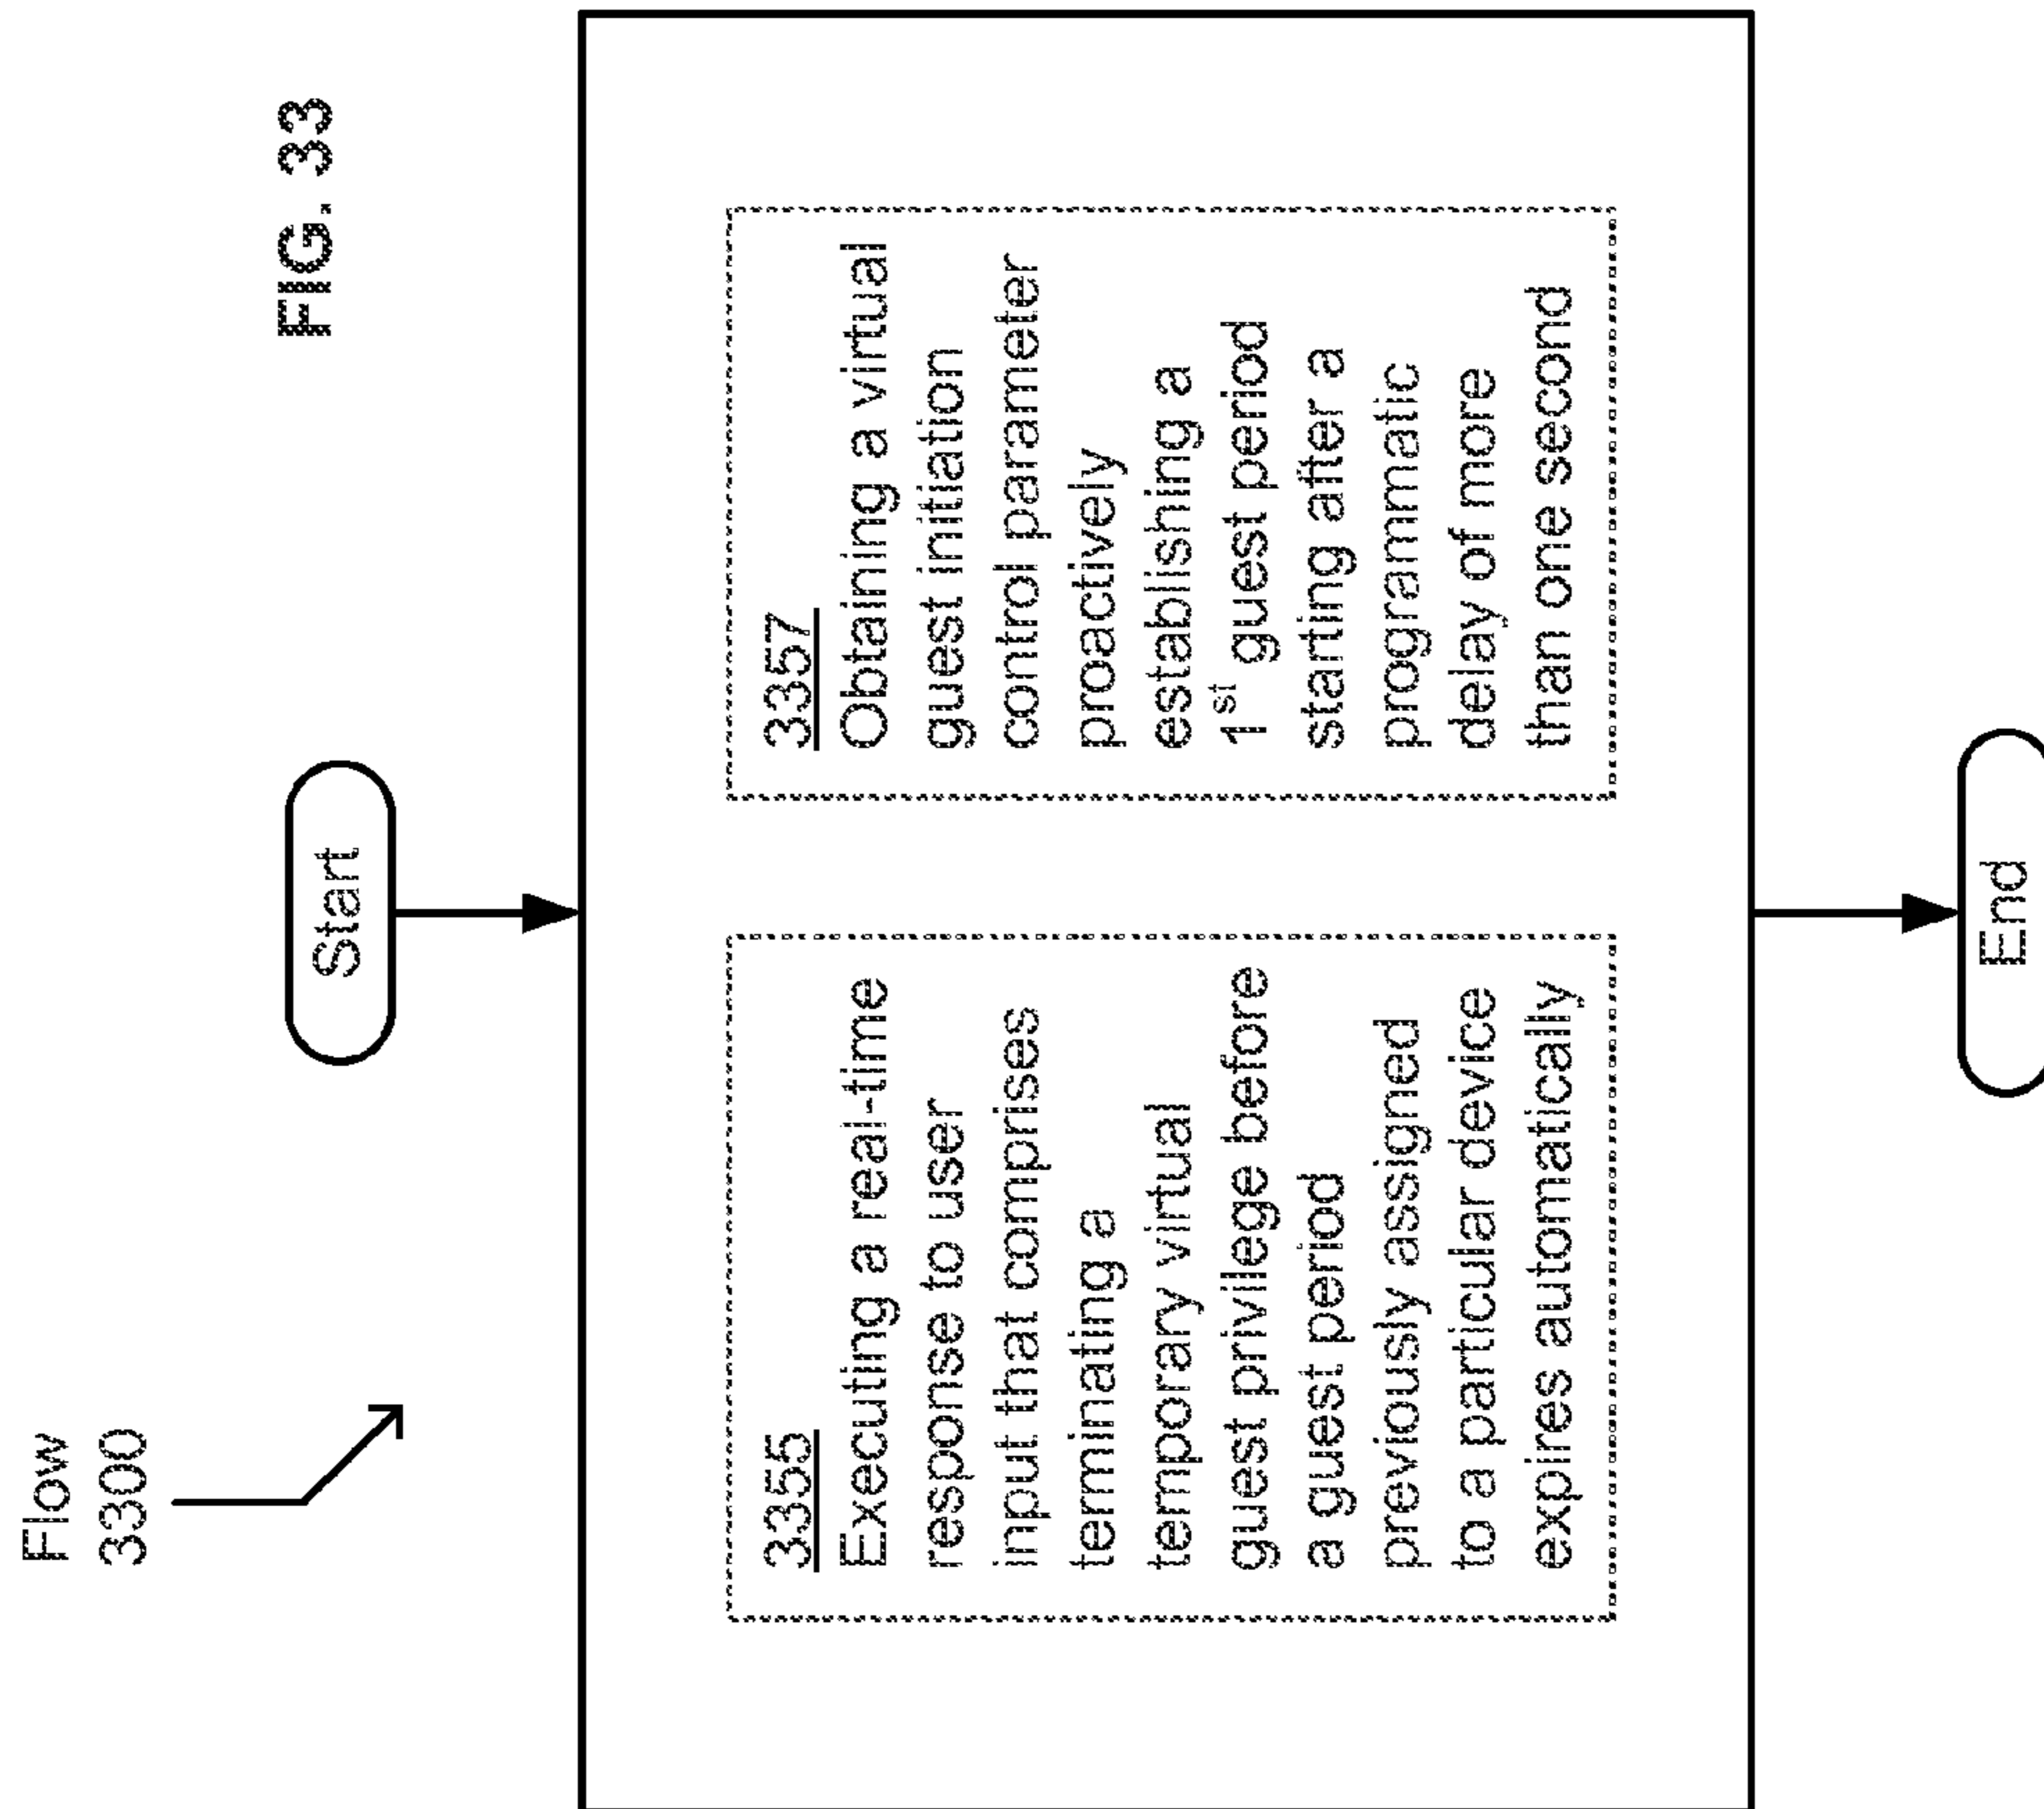 Flow
3300
FIG. 33
Start
3355
Executing a real-time
response to user
input that comprises
terminating a
temporary virtual
guest privilege before
a guest period
previously assigned
to a particular device
expires automatically
3357
Obtaining a virtual
guest initiation
control parameter
proactively
establishing a
1st guest period
starting after a
programmatic
delay of more
than one second
End